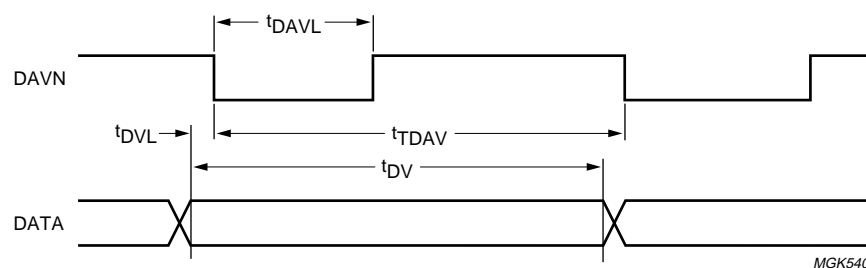 tDAVL
DAVN
tDVL
tTDAV
tDV
DATA
MGK540